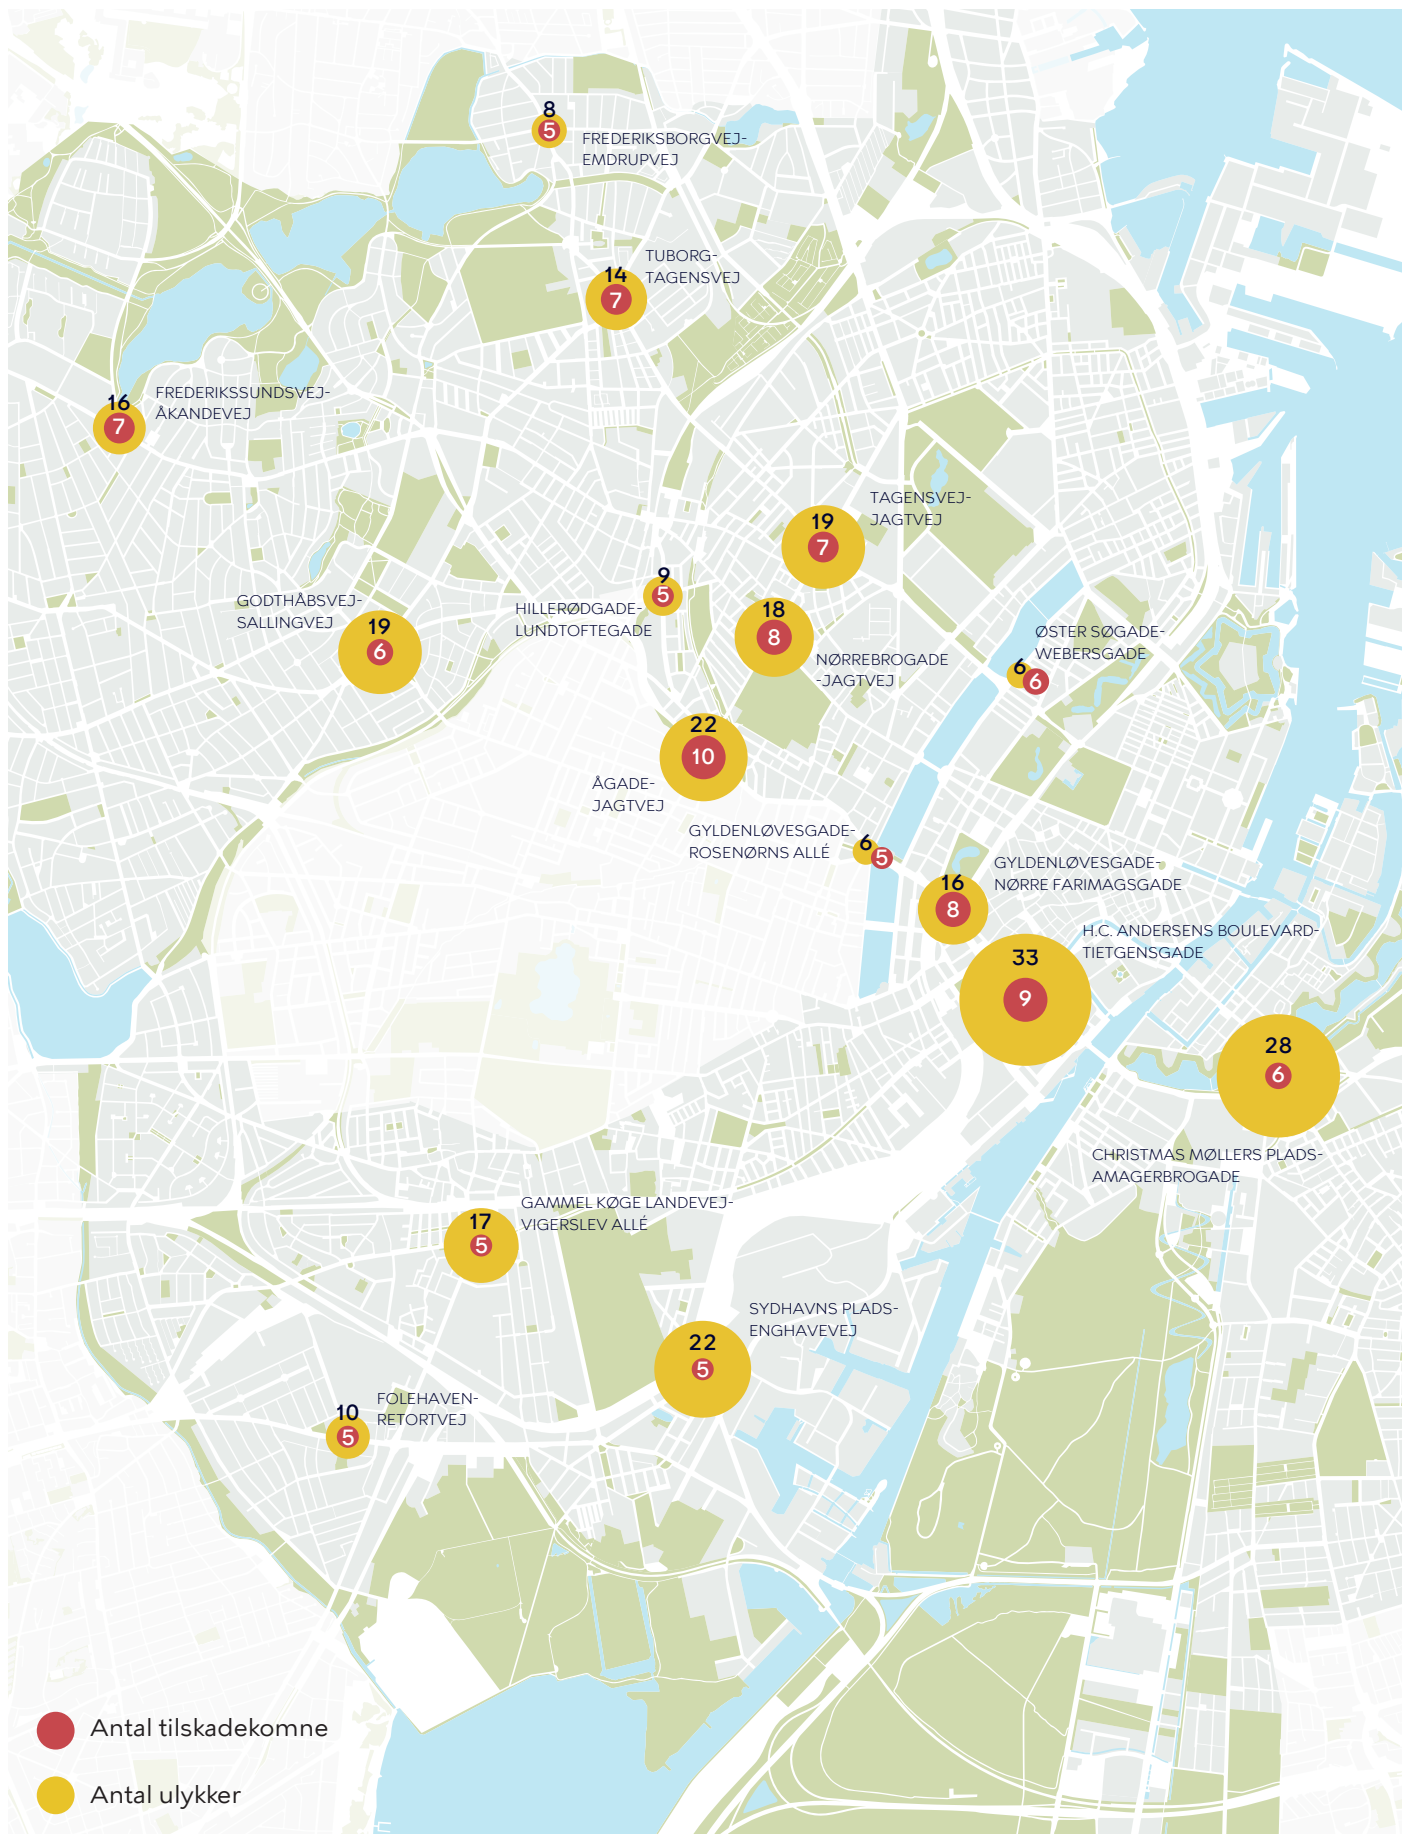 8
5
FREDERIKSBORGVEJ-
EMDRUPVEJ
TUBORG-
TAGENSVEJ
14
7
FREDERIKSSUNDSVEJ-
ÅKANDEVEJ
16
7
TAGENSVEJ-
JAGTVEJ
19
7
9
5
HILLERØDGADE-
LUNDTOFTEGADE
GODTHÅBSVEJ-
SALLINGVEJ
19
6
18
8
NØRREBROGADE
-JAGTVEJ
ØSTER SØGADE-
WEBERSGADE
6
6
22
10
ÅGADE-
JAGTVEJ
GYLDENLØVESGADE-
ROSENØRNS ALLÉ
6
5
GYLDENLØVESGADE-
NØRRE FARIMAGSGADE
16
8
H.C. ANDERSENS BOULEVARD-
TIETGENSGADE
33
9
28
6
CHRISTMAS MØLLERS PLADS-
AMAGERBROGADE
GAMMEL KØGE LANDEVEJ-
VIGERSLEV ALLÉ
17
5
SYDHAVNS PLADS-
ENGHAVEVEJ
22
5
FOLEHAVEN-
RETORTVEJ
10
5
Antal tilskadekomne
Antal ulykker